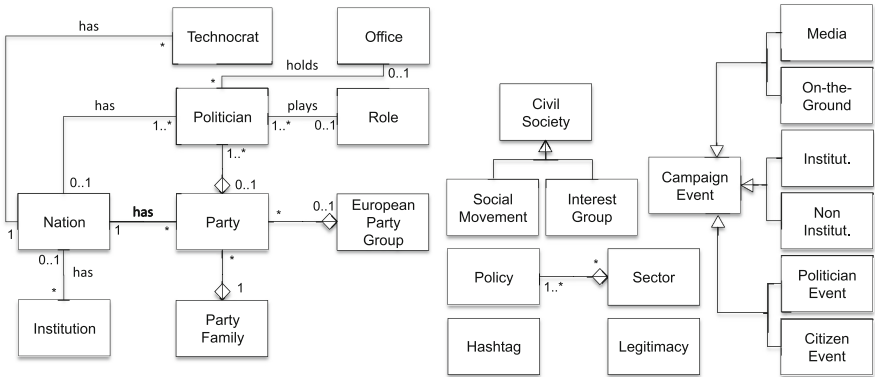 has
Technocrat
*
Office
0..1
holds
*
has
Politician
1..*
plays
1..*
0..1
Role
1..*
0..1
0..1
Nation
1
has
1
*
Party
*
0..1
European
Party
Group
0..1
has
*
*
1
Institution
Party
Family
Civil
Society
Social
Movement
Interest
Group
Policy
1..*
*
Sector
Hashtag
Legitimacy
Media
On-the-
Ground
Campaign
Event
Institut.
Non
Institut.
Politician
Event
Citizen
Event